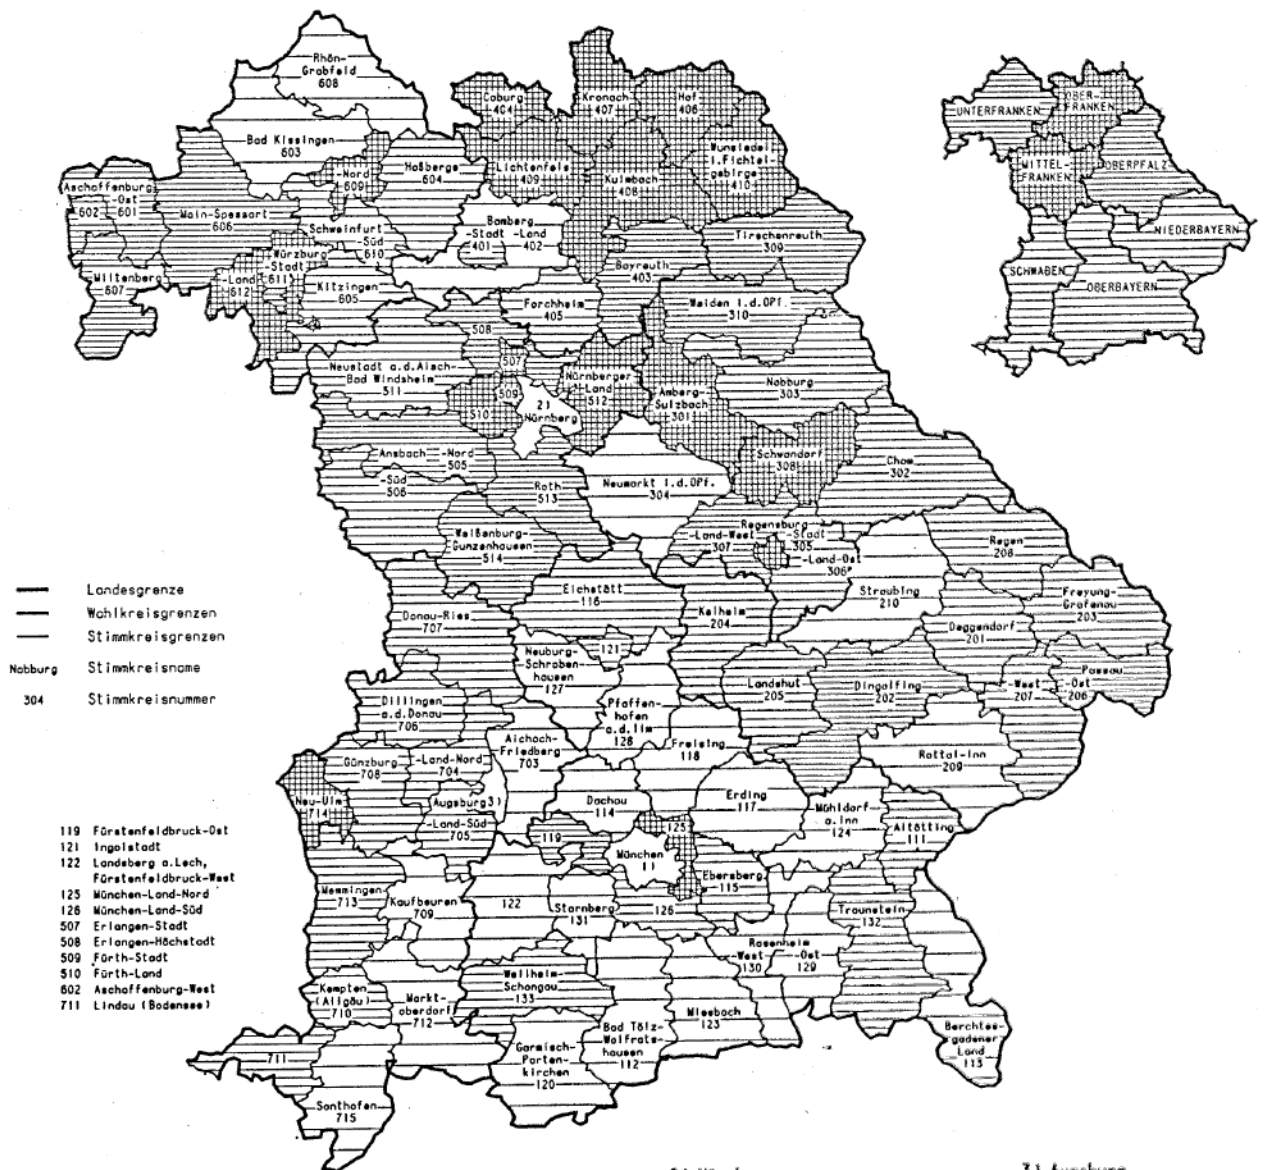 Rhön-
Grabfeld
608
Coburg
404
Kronach
407
Hof
406
Bad Kissingen
603
-Nord
609
Haßberge
604
Lichtenfels
409
Kulmbach
408
Wunsiedel
i.Fichtel-
gebirge
410
Aschaffenburg
-Ost
602
601
Main-Spessart
606
Schweinfurt
-Süd
610
Bamberg
-Stadt -Land
401 402
Tirschenreuth
309
Würzburg
-Stadt
611
-Land
612
Miltenberg
607
Kitzingen
605
Bayreuth
403
Forchheim
405
Weiden i.d.OPf.
310
508
507
Neustadt a.d.Aisch-
Bad Windsheim
511
509
510
2)
Nürnberg
Nürnberger
Land
512
Amberg-
Sulzbach
301
Nabburg
303
Ansbach -Nord
505
-Süd
506
Roth
513
Neumarkt i.d.OPf.
304
Schwandorf
308
Cham
302
Weißenburg-
Gunzenhausen
514
Regensburg
-Land-West
307
-Stadt
305
-Land-Ost
306
Regen
208
Straubing
210
Freyung-
Grafenau
203
Deggendorf
201
Eichstätt
116
Kelheim
204
Donau-Ries
707
Neuburg-
Schroben-
hausen
127
121
Landshut
205
Dingolfing
202
-West
207
Passau
-Ost
206
Dillingen
a.d.Donau
706
Pfaffen-
hofen
a.d.Ilm
128
Aichach-
Friedberg
703
Freising
118
Rottal-Inn
209
Günzburg
708
-Land-Nord
704
Augsburg3)
-Land-Süd
705
Neu-Ulm
714
Dachau
114
Erding
117
Mühldorf
a.Inn
124
Altötting
111
119
125
München
1)
Ebersberg
115
Memmingen
713
Kaufbeuren
709
122
Starnberg
131
126
Traunstein
132
Rosenheim
-West
130
-Ost
129
Weilheim-
Schongau
133
Kempten
(Allgäu)
710
Markt-
oberdorf
712
Bad Tölz-
Wolfrats-
hausen
112
Miesbach
123
Berchtes-
gadener
Land
113
711
Garmisch-
Parten-
kirchen
120
Sonthofen
715
UNTERFRANKEN
OBER-
FRANKEN
MITTEL-
FRANKEN
OBERPFALZ
NIEDERBAYERN
SCHWABEN
OBERBAYERN
Landesgrenze
Wahlkreisgrenzen
Stimmkreisgrenzen
Nabburg Stimmkreisname
304 Stimmkreisnummer
119 Fürstenfeldbruck-Ost
121 Ingolstadt
122 Landsberg a.Lech,
Fürstenfeldbruck-West
125 München-Land-Nord
126 München-Land-Süd
507 Erlangen-Stadt
508 Erlangen-Höchstadt
509 Fürth-Stadt
510 Fürth-Land
602 Aschaffenburg-West
711 Lindau (Bodensee)